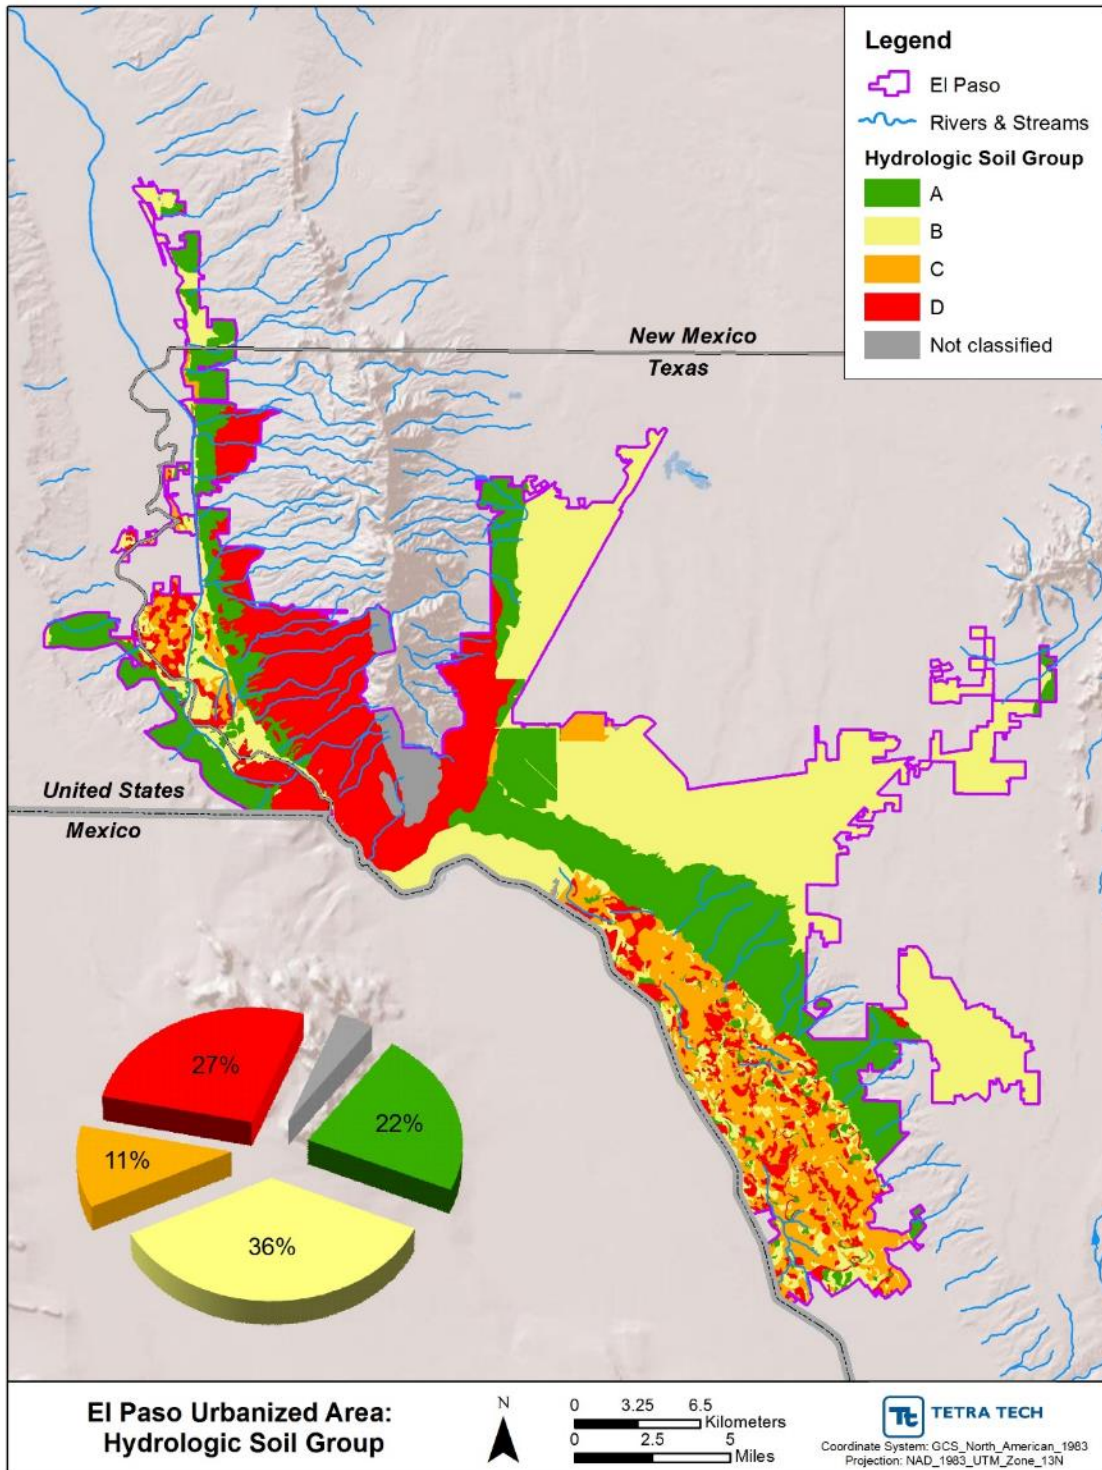 Legend
El Paso
Rivers & Streams
Hydrologic Soil Group
A
B
C
D
Not classified
New Mexico
Texas
United States
Mexico
27%
22%
11%
36%
El Paso Urbanized Area:
Hydrologic Soil Group
N
0 3.25 6.5
Kilometers
0 2.5 5
Miles
Tt TETRA TECH
Coordinate System: GCS_North_American_1983
Projection: NAD_1983_UTM_Zone_13N